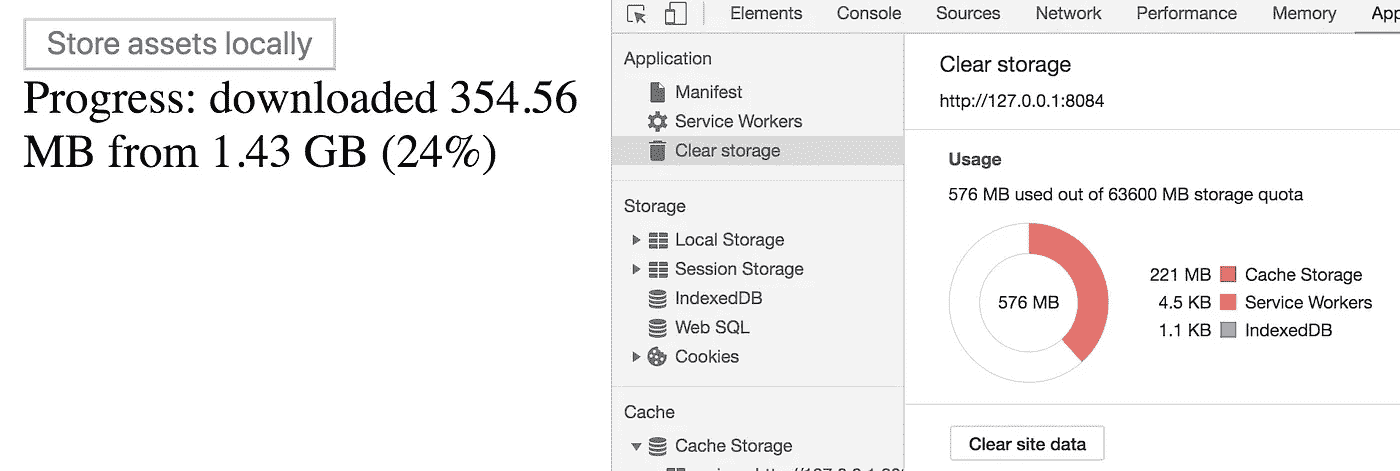 Store assets locally
Progress: downloaded 354.56
MB from 1.43 GB (24%)
Elements Console Sources Network Performance Memory App
Application
Manifest
Service Workers
Clear storage
Storage
Local Storage
Session Storage
IndexedDB
Web SQL
Cookies
Cache
Cache Storage
Clear storage
http://127.0.0.1:8084
Usage
576 MB used out of 63600 MB storage quota
576 MB
221 MB Cache Storage
4.5 KB Service Workers
1.1 KB IndexedDB
Clear site data